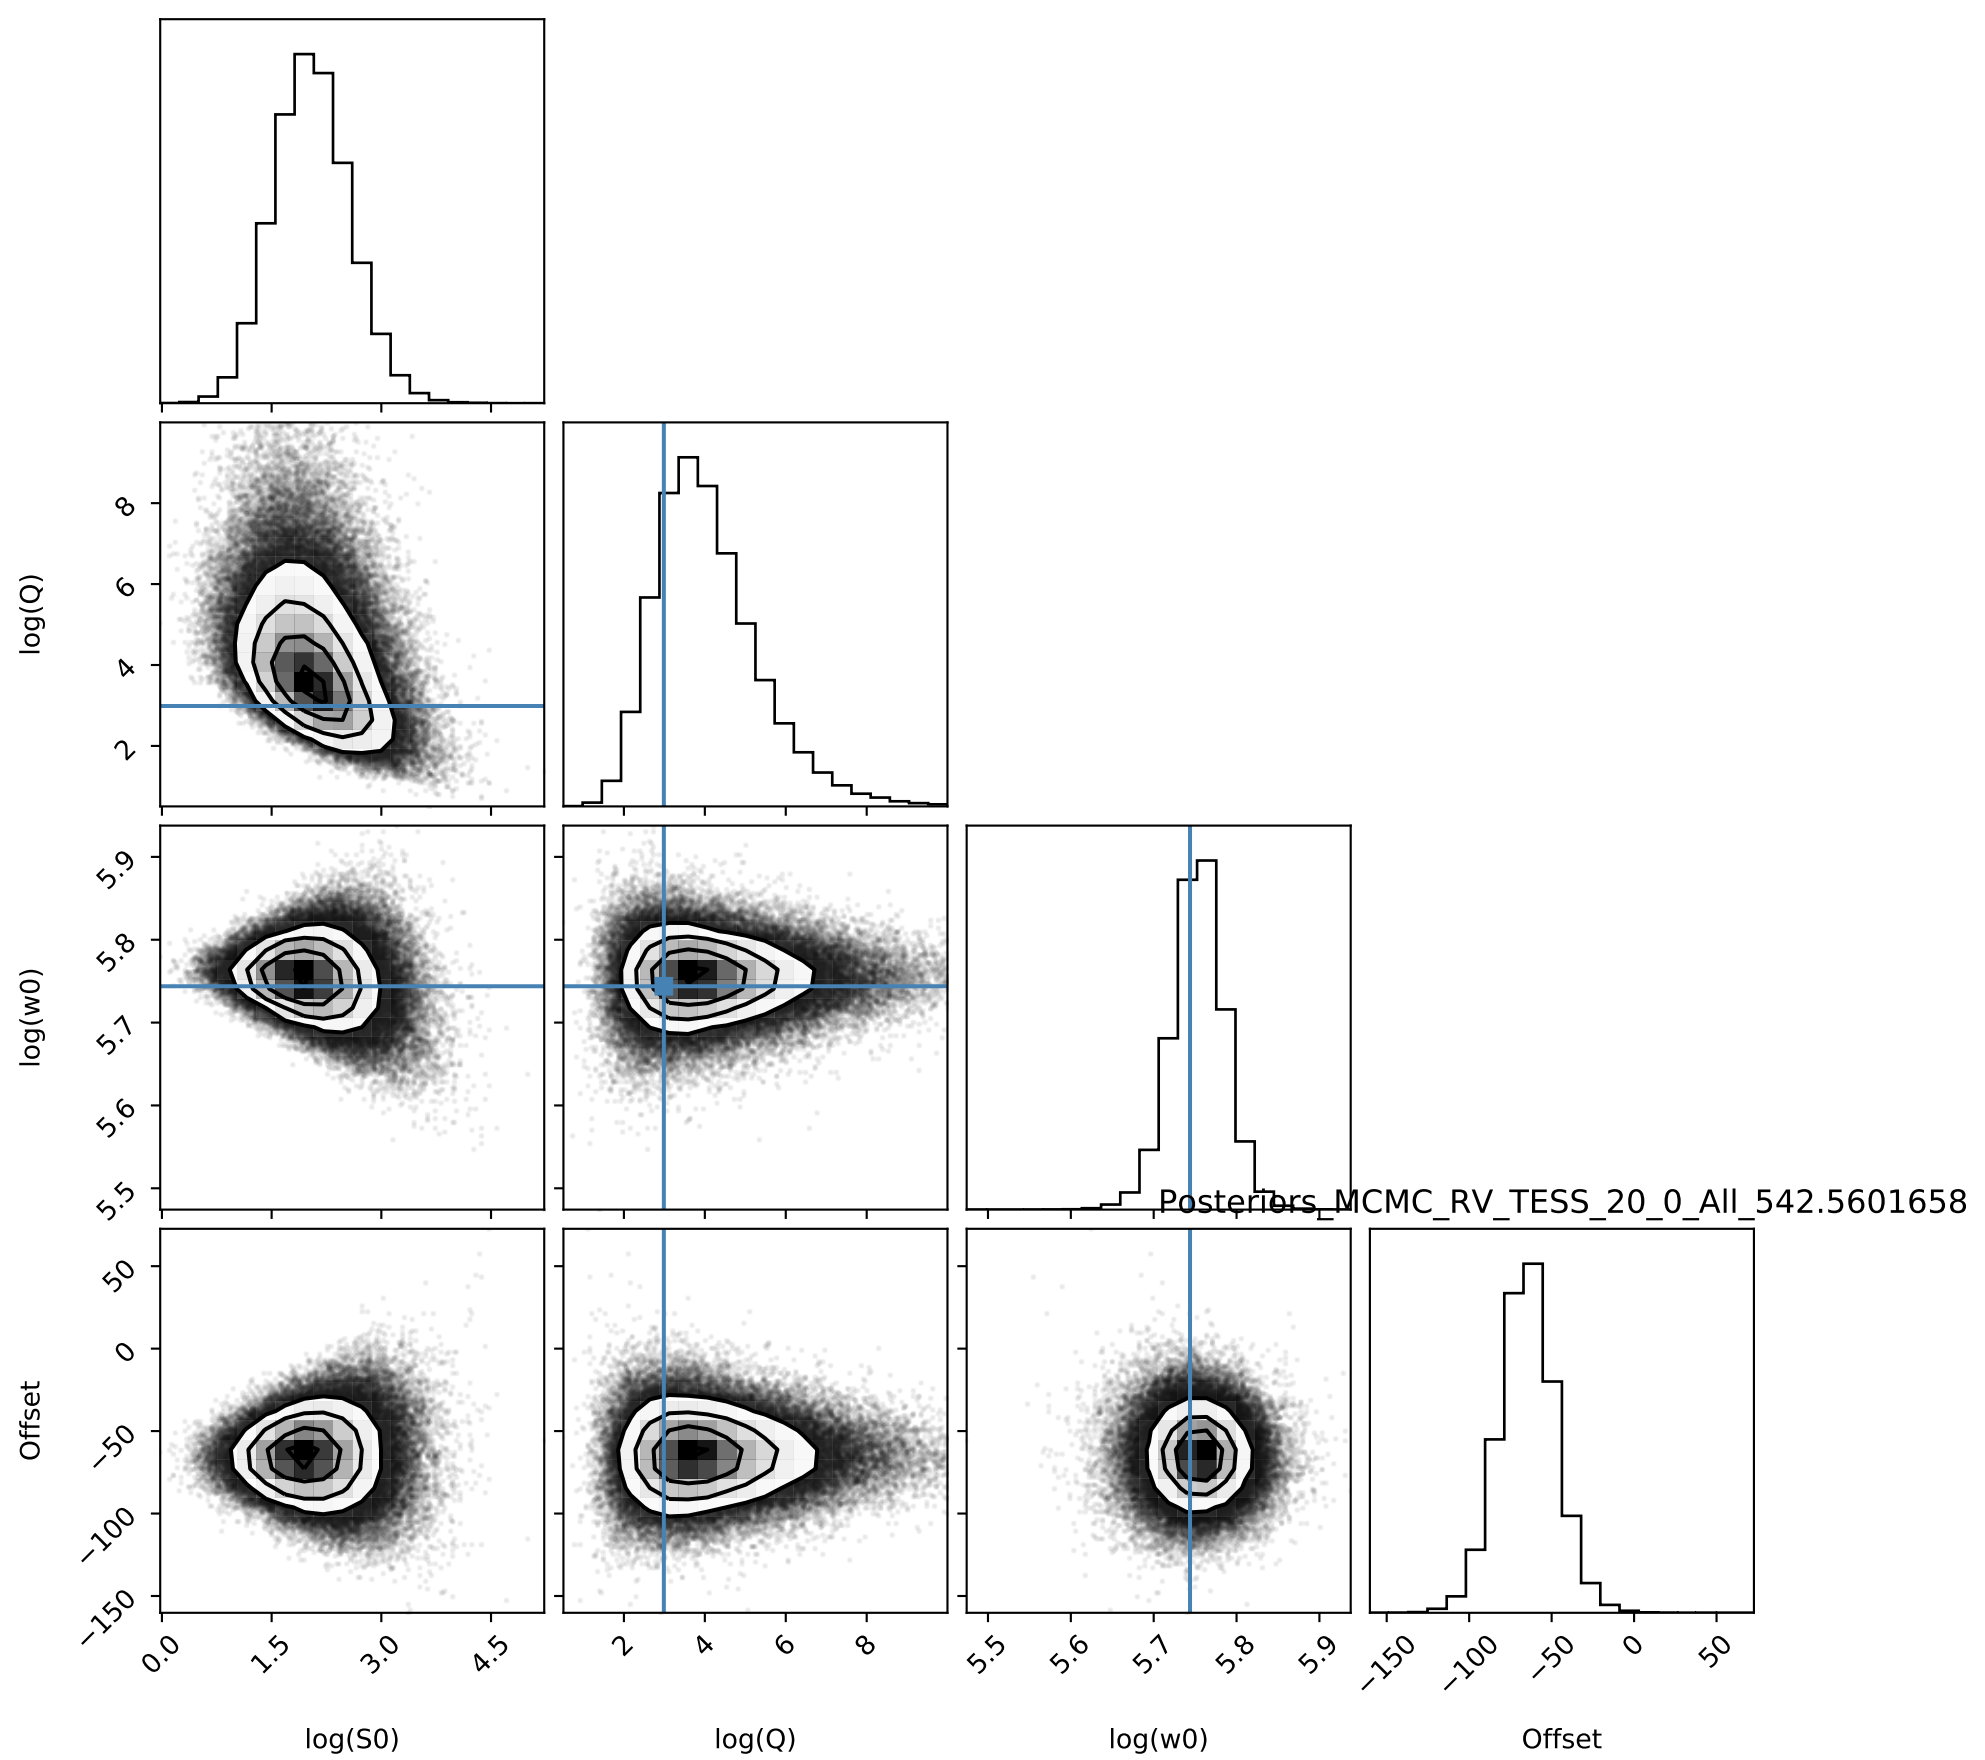 8
6
4
2
log(Q)
5.9
5.8
5.7
5.6
5.5
log(w0)
Posteriors_MCMC_RV_TESS_20_0_All_542.5601658
50
0
−50
−100
−150
Offset
0.0 1.5 3.0 4.5 2 4 6 8 5.5 5.6 5.7 5.8 5.9 −150 −100 −50 0 50
log(S0) log(Q) log(w0) Offset